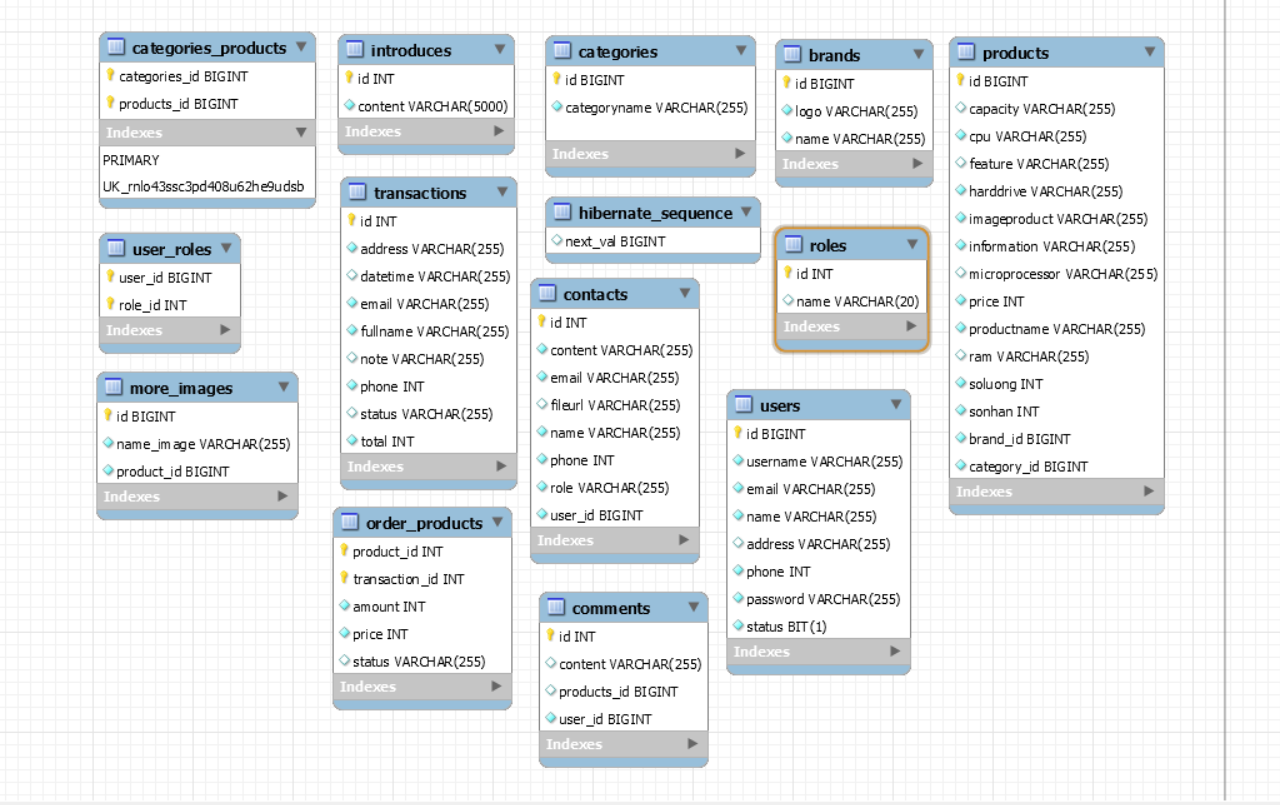 categories_products
categories_id BIGINT
products_id BIGINT
Indexes
PRIMARY
UK_rnlo43ssc3pd408u62he9udsb
user_roles
user_id BIGINT
role_id INT
Indexes
more_images
id BIGINT
name_image VARCHAR(255)
product_id BIGINT
Indexes
introduces
id INT
content VARCHAR(5000)
Indexes
transactions
id INT
address VARCHAR(255)
datetime VARCHAR(255)
email VARCHAR(255)
fullname VARCHAR(255)
note VARCHAR(255)
phone INT
status VARCHAR(255)
total INT
Indexes
order_products
product_id INT
transaction_id INT
amount INT
price INT
status VARCHAR(255)
Indexes
categories
id BIGINT
categoryname VARCHAR(255)
Indexes
hibernate_sequence
next_val BIGINT
contacts
id INT
content VARCHAR(255)
email VARCHAR(255)
fileurl VARCHAR(255)
name VARCHAR(255)
phone INT
role VARCHAR(255)
user_id BIGINT
Indexes
comments
id INT
content VARCHAR(255)
products_id BIGINT
user_id BIGINT
Indexes
brands
id BIGINT
logo VARCHAR(255)
name VARCHAR(255)
Indexes
roles
id INT
name VARCHAR(20)
Indexes
users
id BIGINT
username VARCHAR(255)
email VARCHAR(255)
name VARCHAR(255)
address VARCHAR(255)
phone INT
password VARCHAR(255)
status BIT(1)
Indexes
products
id BIGINT
capacity VARCHAR(255)
cpu VARCHAR(255)
feature VARCHAR(255)
harddrive VARCHAR(255)
imageproduct VARCHAR(255)
information VARCHAR(255)
microprocessor VARCHAR(255)
price INT
productname VARCHAR(255)
ram VARCHAR(255)
soluong INT
sonhan INT
brand_id BIGINT
category_id BIGINT
Indexes